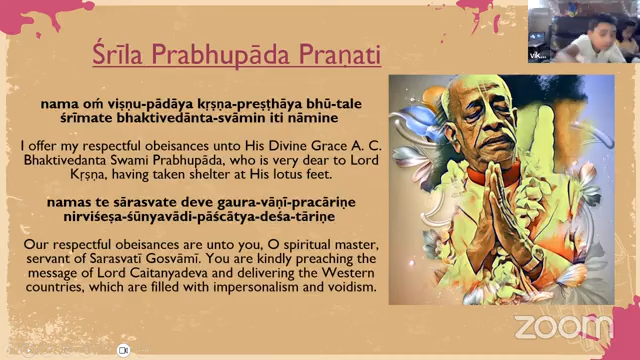 Śrīla Prabhupāda Praṇati
nama oṁ viṣṇu-pādāya kṛṣṇa-preṣṭhāya bhū-tale
śrīmate bhaktivedānta-svāmin iti nāmine
I offer my respectful obeisances unto His Divine Grace A. C.
Bhaktivedanta Swami Prabhupāda, who is very dear to Lord
Kṛṣṇa, having taken shelter at His lotus feet.
namas te sārasvate deve gaura-vāṇī-pracāriṇe
nirviśeṣa-śūnyavādi-pāścātya-deśa-tāriṇe
Our respectful obeisances are unto you, O spiritual master,
servant of Sarasvatī Gosvāmī. You are kindly preaching the
message of Lord Caitanyadeva and delivering the Western
countries, which are filled with impersonalism and voidism.
zoom